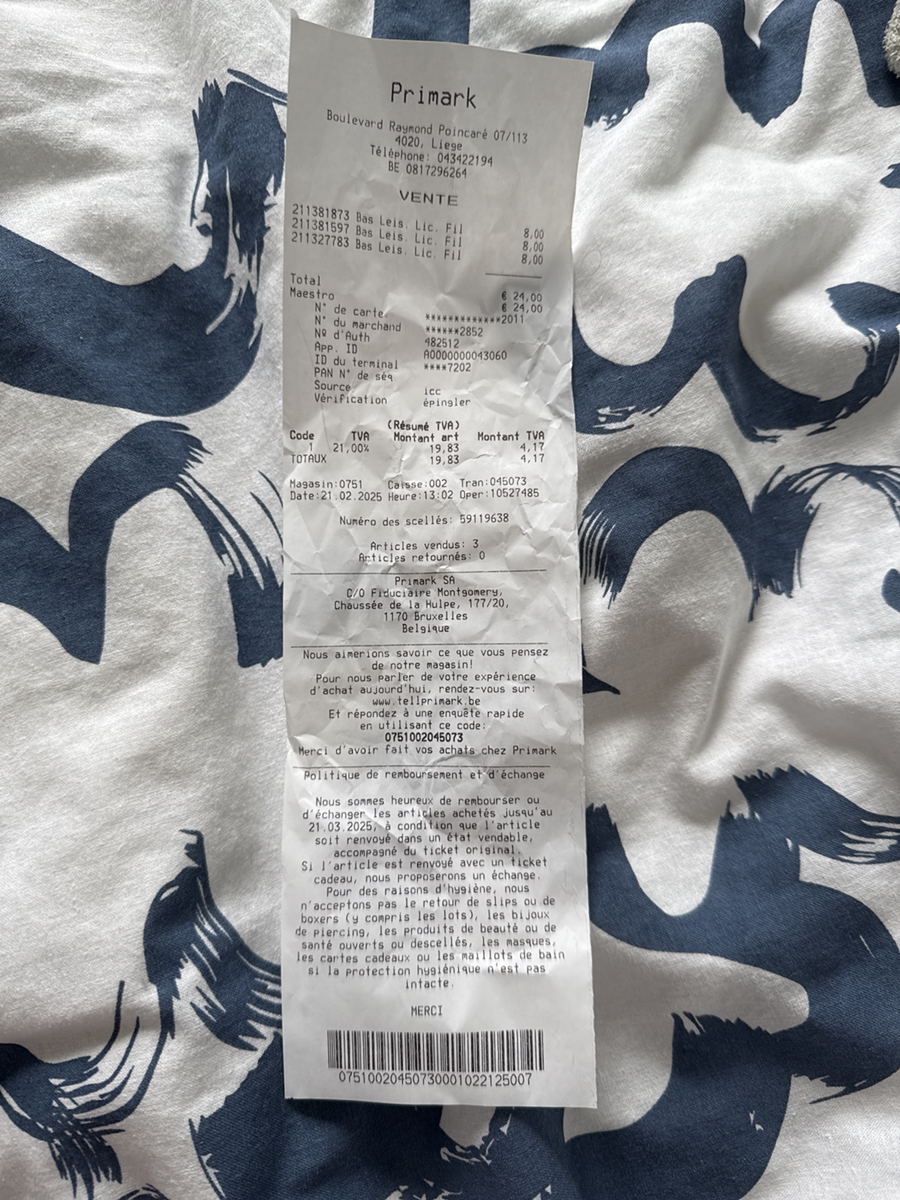 Primark
Boulevard Raymond Poincaré 07/113
4020, Liege
Téléphone: 043422194
BE 0817296264
VENTE
211381873 Bas Leis. Lic. Fil 8,00
211381597 Bas Leis. Lic. Fil 8,00
211327783 Bas Leis. Lic. Fil 8,00
Total € 24,00
Maestro € 24,00
N° de carte. ************2011
N° du marchand ******2852
Nº d'Auth 482512
App. ID A0000000043060
ID du terminal ****7202
PAN N° de séq
Source icc
Vérification épingler
(Résumé TVA)
Code TVA Montant art Montant TVA
1 21,00% 19,83 4,17
TOTAUX 19,83 4,17
Magasin:0751 Caisse:002 Tran:045073
Date:21.02.2025 Heure:13:02 Oper:10527485
Numéro des scellés: 59119638
Articles vendus: 3
Articles retournés: 0
Primark SA
C/O Fiduciaire Montgomery,
Chaussée de la Hulpe, 177/20,
1170 Bruxelles
Belgique
Nous aimerions savoir ce que vous pensez
de notre magasin!
Pour nous parler de votre expérience
d'achat aujourd'hui, rendez-vous sur:
www.tellprimark.be
Et répondez à une enquête rapide
en utilisant ce code:
0751002045073
Merci d'avoir fait vos achats chez Primark
Politique de remboursement et d'échange
Nous sommes heureux de rembourser ou
d'échanger les articles achetés jusqu'au
21.03.2025, à condition que l'article
soit renvoyé dans un état vendable,
accompagné du ticket original.
Si l'article est renvoyé avec un ticket
cadeau, nous proposerons un échange.
Pour des raisons d'hygiène, nous
n'acceptons pas le retour de slips ou de
boxers (y compris les lots), les bijoux
de piercing, les produits de beauté ou de
santé ouverts ou descellés, les masques,
les cartes cadeaux ou les maillots de bain
si la protection hygiénique n'est pas
intacte.
MERCI
07510020450730001022125007